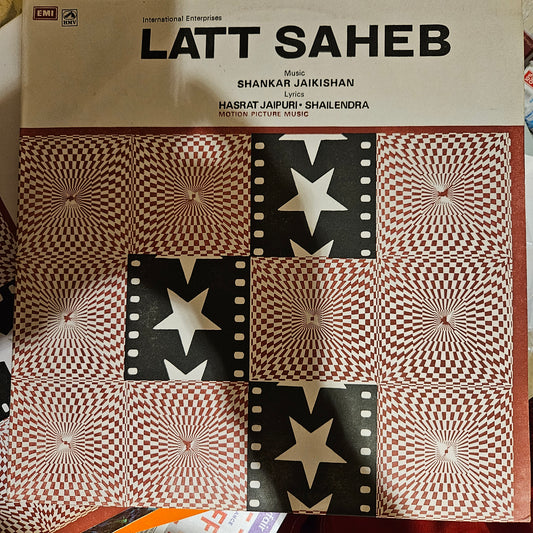 EMI
HMV
International Enterprises
LATT SAHEB
Music
SHANKAR JAIKISHAN
Lyrics
HASRAT JAIPURI • SHAILENDRA
MOTION PICTURE MUSIC